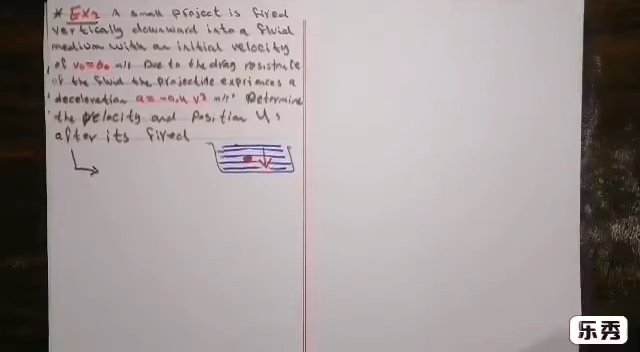 * Ex2 A small project is fired
vertically downward into a fluid
medium with an initial velocity
of v0=60 m/s Due to the drag resistance
of the fluid the projectile expriences a
deceleration a=-0.4 v³ m/s² Determine
the velocity and position 4s
after its fired
乐秀